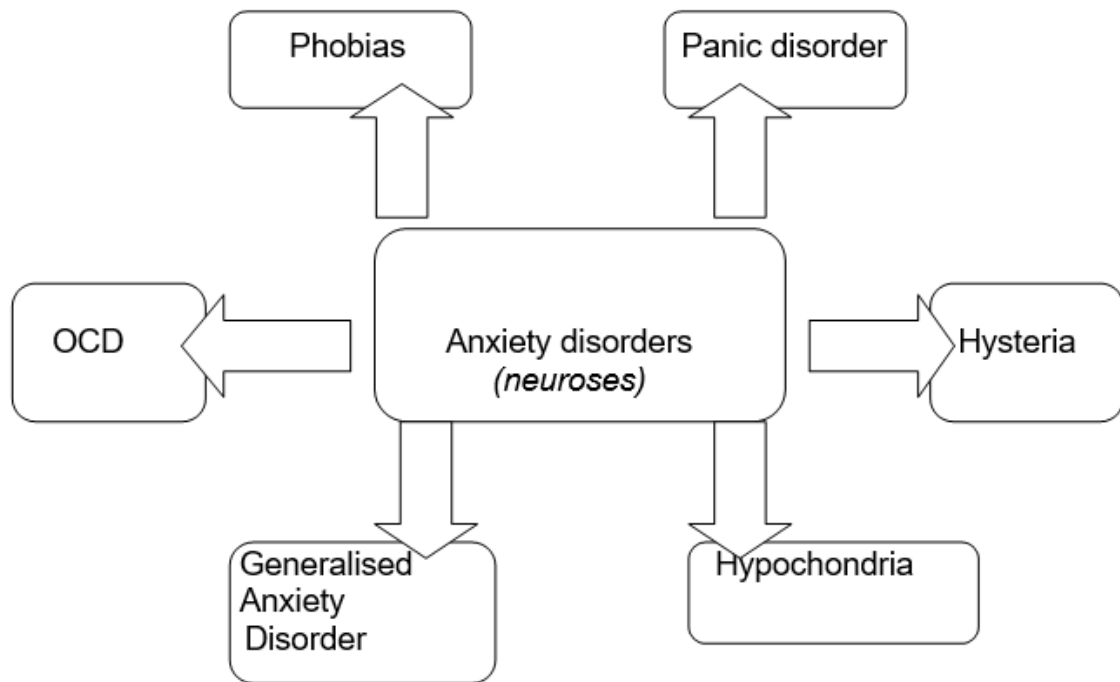 Phobias
Panic disorder
OCD
Anxiety disorders
(neuroses)
Hysteria
Generalised
Anxiety
Disorder
Hypochondria